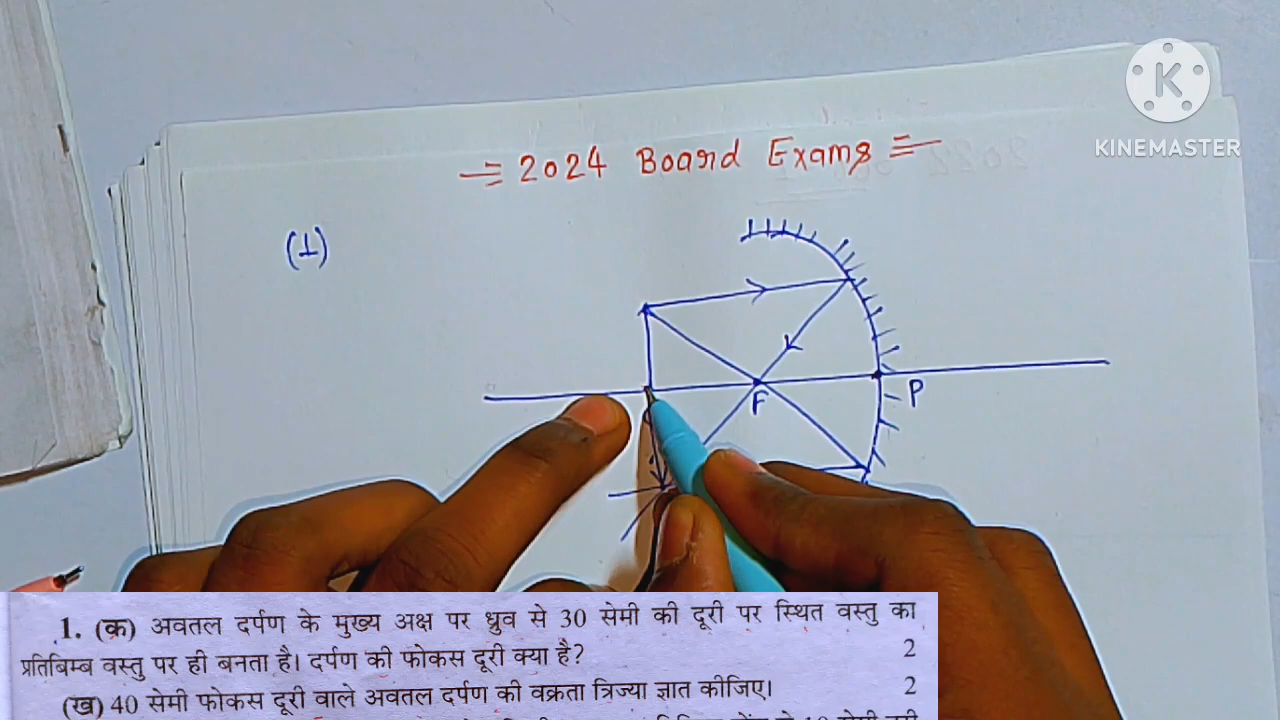 K
KINEMASTER
= 2024 Board Exams =
(1)
F
P
1. (क) अवतल दर्पण के मुख्य अक्ष पर ध्रुव से 30 सेमी की दूरी पर स्थित वस्तु का
प्रतिबिम्ब वस्तु पर ही बनता है। दर्पण की फोकस दूरी क्या है? 2
(ख) 40 सेमी फोकस दूरी वाले अवतल दर्पण की वक्रता त्रिज्या ज्ञात कीजिए। 2